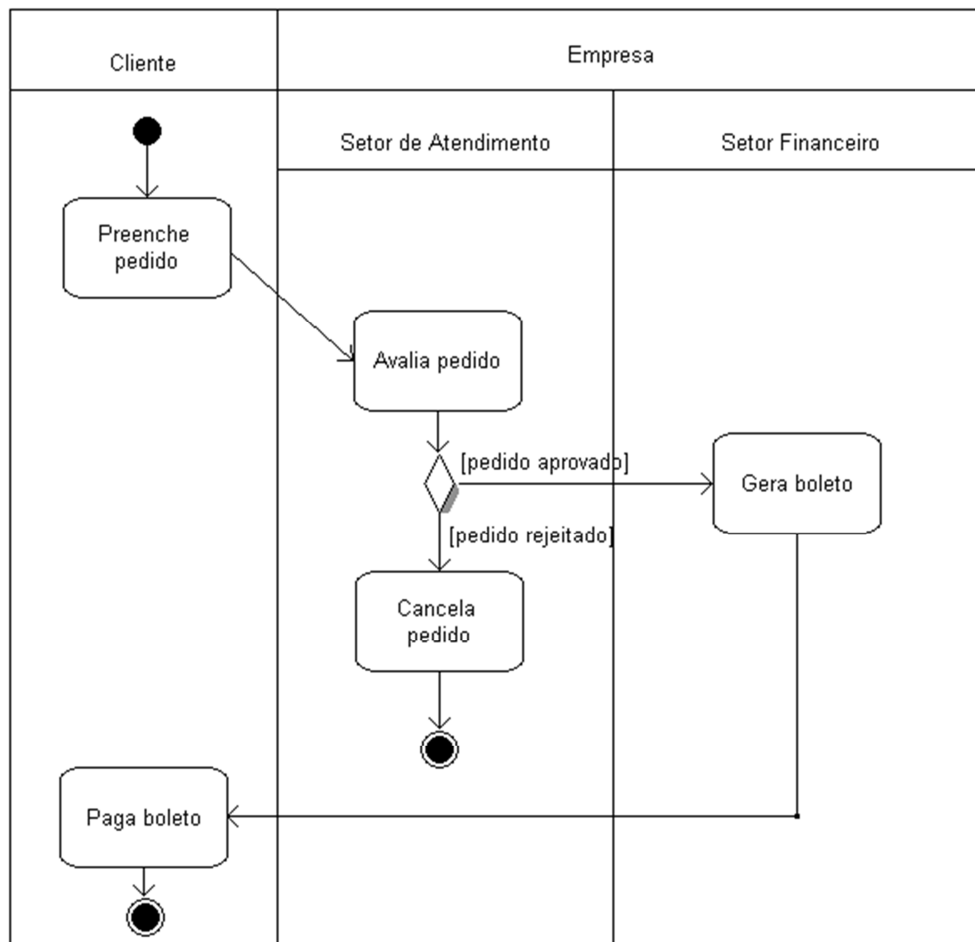 Cliente
Empresa
Setor de Atendimento
Setor Financeiro
Preenche
pedido
Avalia pedido
[pedido aprovado]
Gera boleto
[pedido rejeitado]
Cancela
pedido
Paga boleto